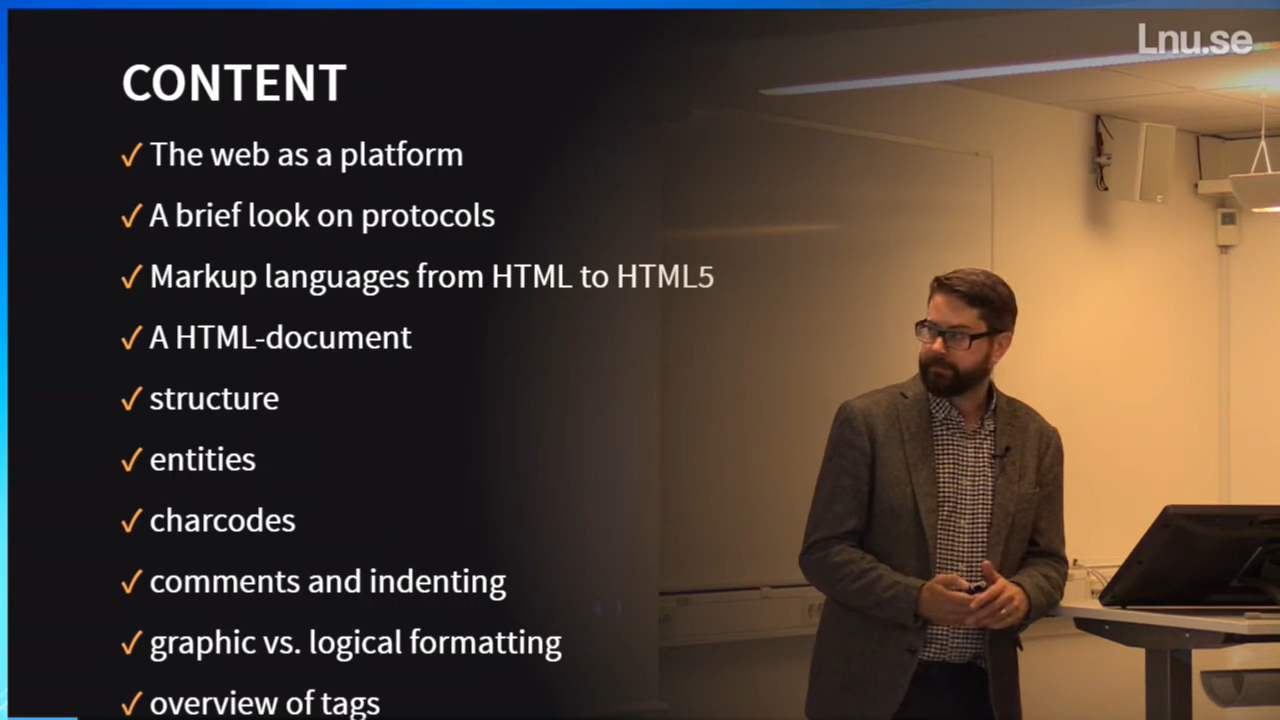 Lnu.se
CONTENT
✓ The web as a platform
✓ A brief look on protocols
✓ Markup languages from HTML to HTML5
✓ A HTML-document
✓ structure
✓ entities
✓ charcodes
✓ comments and indenting
✓ graphic vs. logical formatting
✓ overview of tags